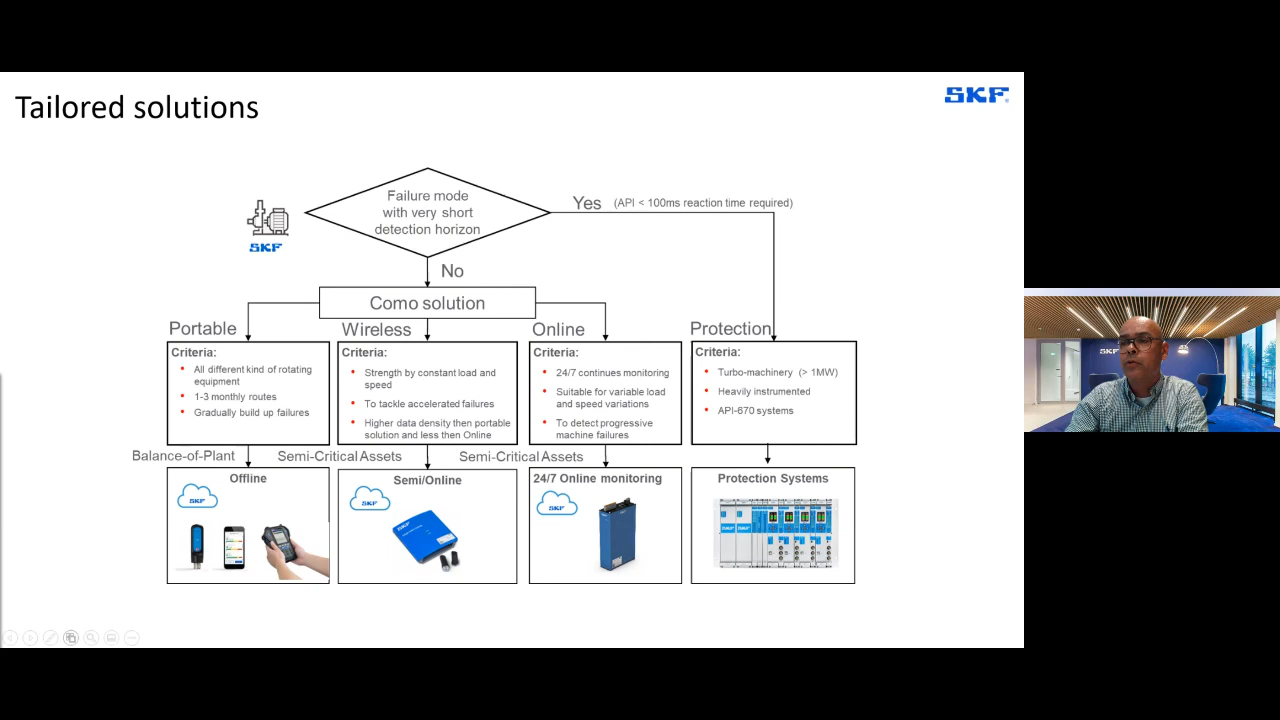 Tailored solutions
SKF
Failure mode
with very short
detection horizon
Yes (API < 100ms reaction time required)
SKF
No
Como solution
Portable
Wireless
Online
Protection
Criteria:
All different kind of rotating
equipment
1-3 monthly routes
Gradually build up failures
Criteria:
Strength by constant load and
speed
To tackle accelerated failures
Higher data density then portable
solution and less then Online
Criteria:
24/7 continues monitoring
Suitable for variable load
and speed variations
To detect progressive
machine failures
Criteria:
Turbo-machinery (> 1MW)
Heavily instrumented
API-670 systems
Balance-of-Plant
Semi-Critical Assets
Semi-Critical Assets
Offline
SKF
Semi/Online
SKF
24/7 Online monitoring
SKF
Protection Systems
SKF
SKF
SKF